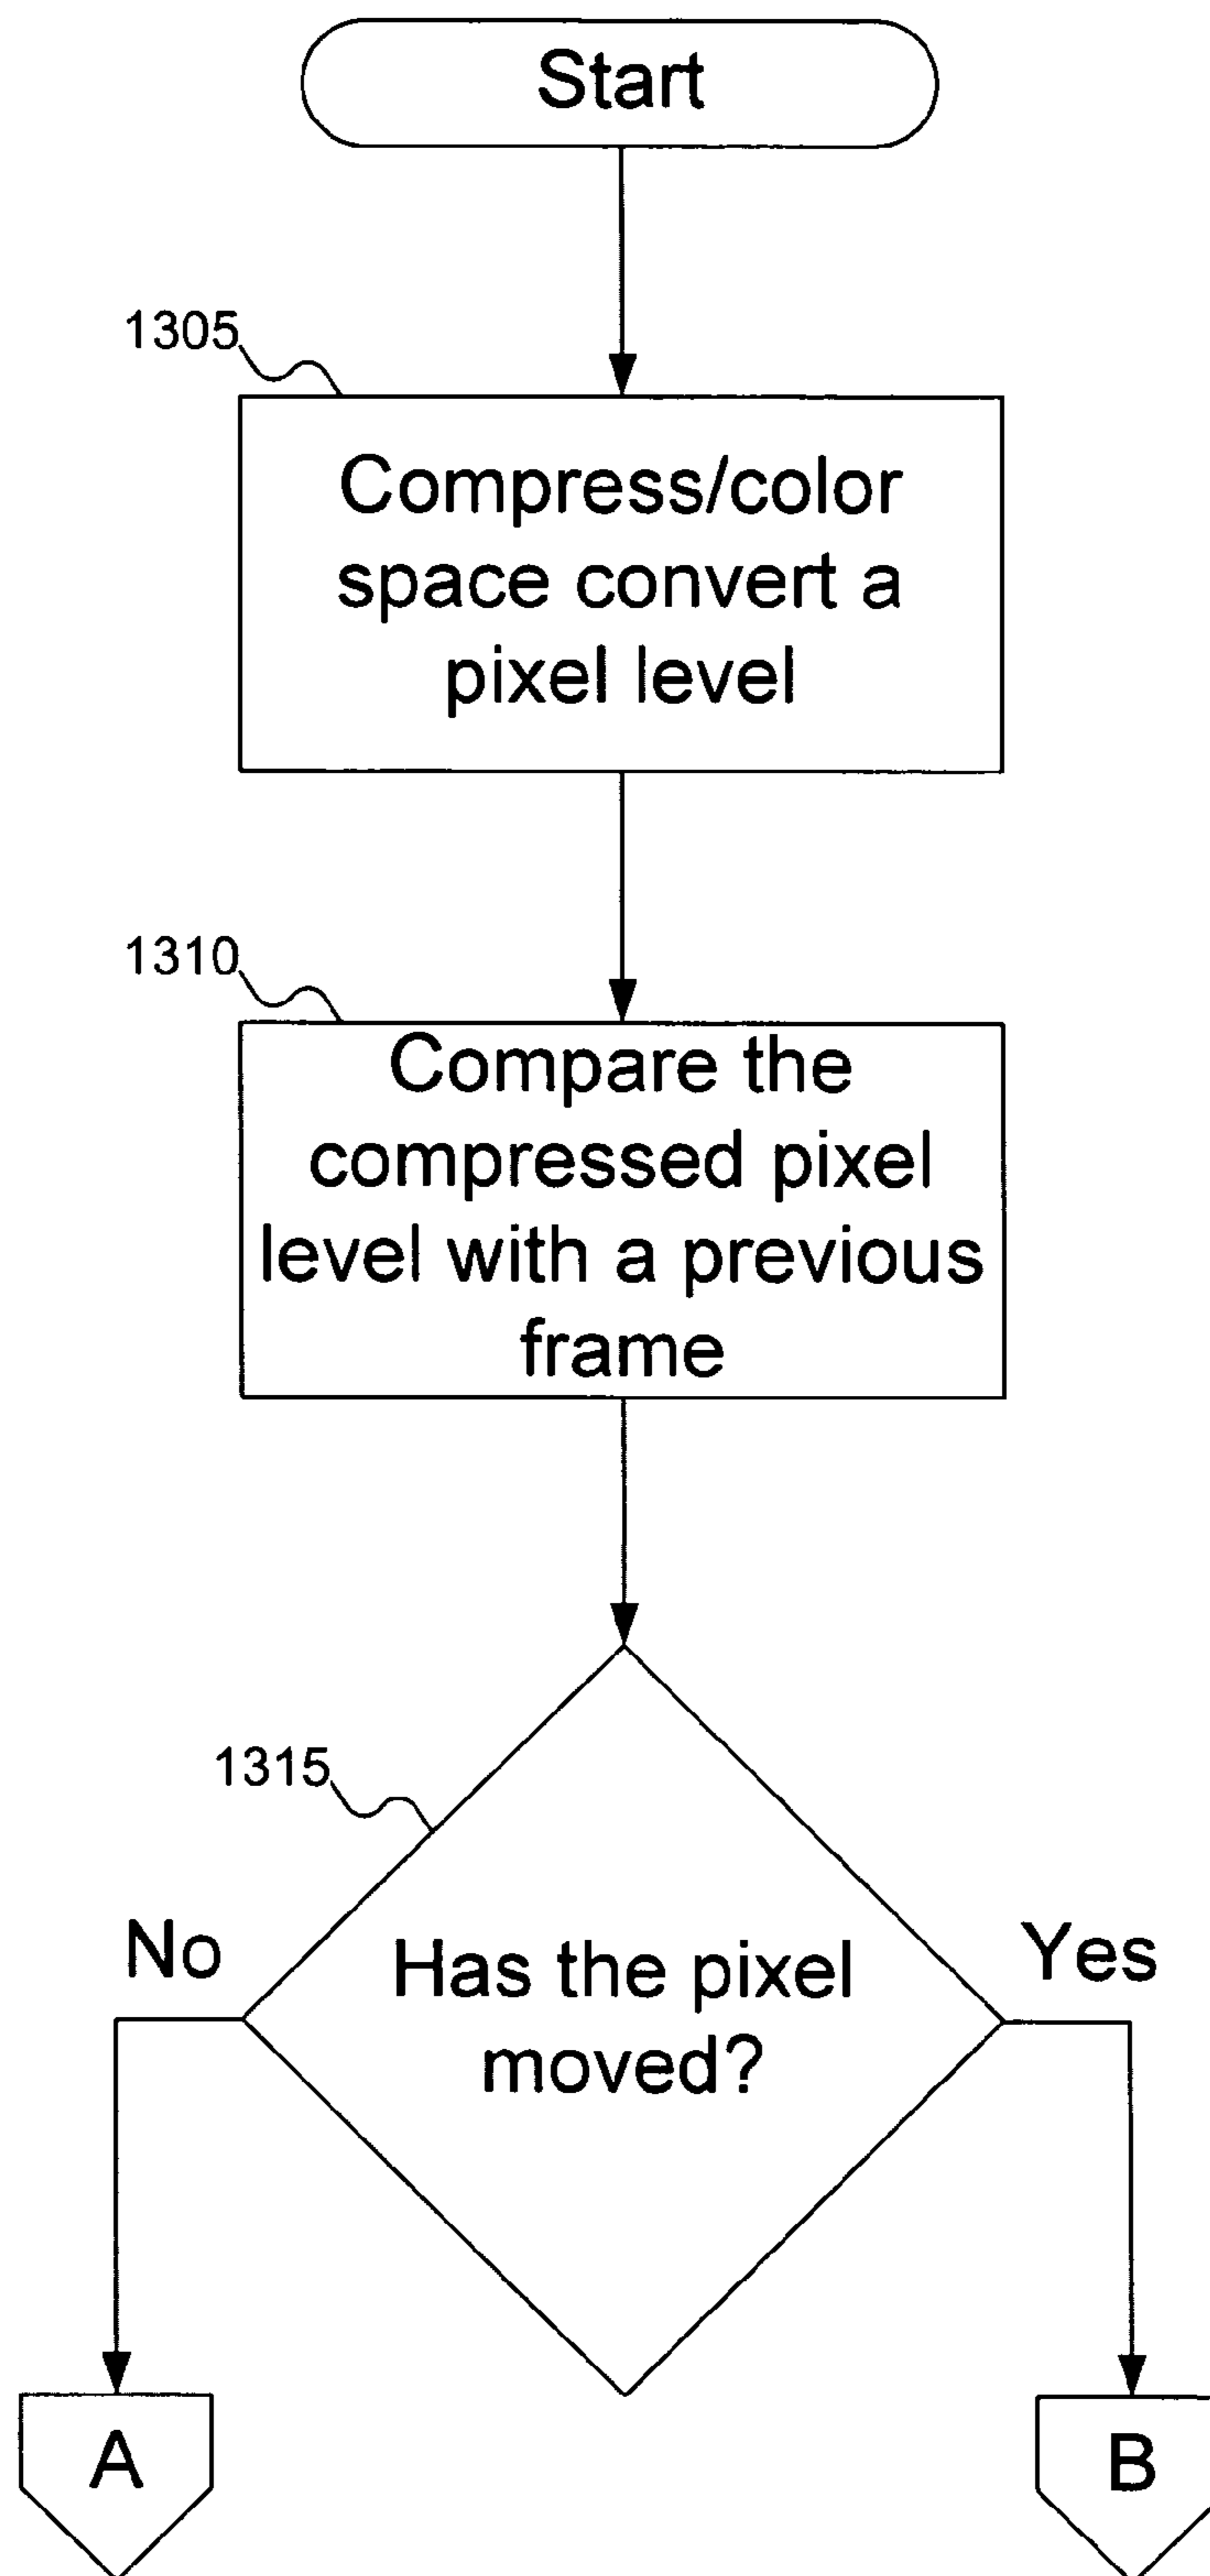 Start
1305
Compress/color
space convert a
pixel level
1310
Compare the
compressed pixel
level with a previous
frame
1315
No
Has the pixel
moved?
Yes
A
B